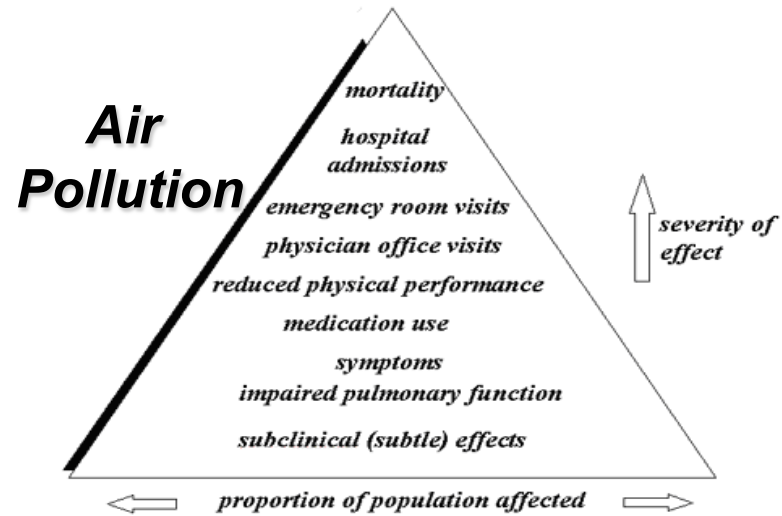 Air
Pollution
mortality
hospital
admissions
emergency room visits
physician office visits
reduced physical performance
medication use
symptoms
impaired pulmonary function
subclinical (subtle) effects
severity of
effect
proportion of population affected